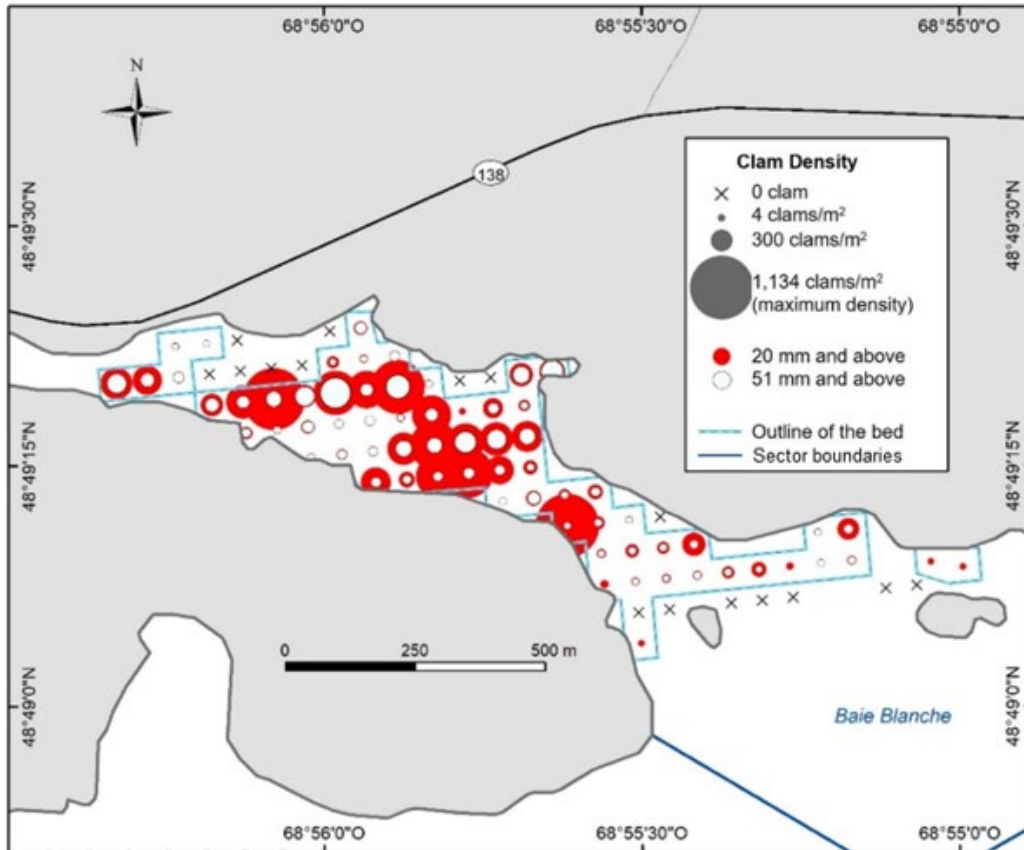 68°56'0"O
68°55'30"O
68°55'0"O
N
138
Clam Density
0 clam
4 clams/m²
300 clams/m²
1,134 clams/m²
(maximum density)
20 mm and above
51 mm and above
Outline of the bed
Sector boundaries
48°49'30"N
48°49'30"N
48°49'15"N
48°49'15"N
0 250 500 m
48°49'0"N
48°49'0"N
Baie Blanche
68°56'0"O
68°55'30"O
68°55'0"O